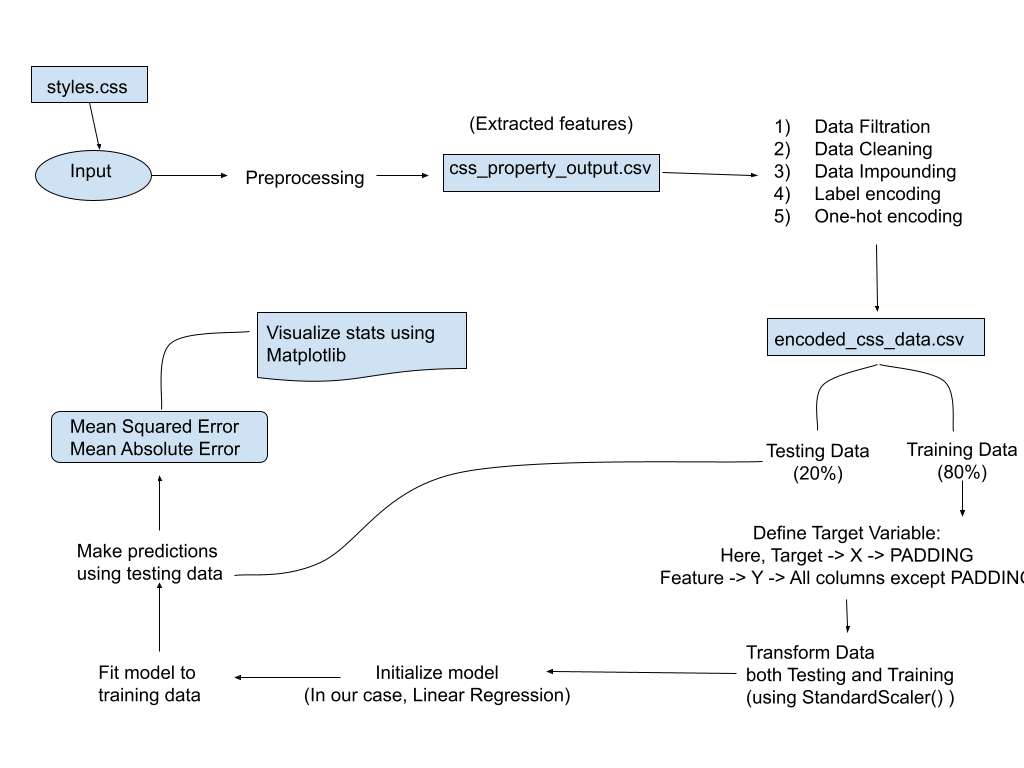 styles.css
Input
Preprocessing
(Extracted features)
css_property_output.csv
1) Data Filtration
2) Data Cleaning
3) Data Impounding
4) Label encoding
5) One-hot encoding
encoded_css_data.csv
Testing Data
(20%)
Training Data
(80%)
Define Target Variable:
Here, Target -> X -> PADDING
Feature -> Y -> All columns except PADDING
Transform Data
both Testing and Training
(using StandardScaler() )
Initialize model
(In our case, Linear Regression)
Fit model to
training data
Make predictions
using testing data
Mean Squared Error
Mean Absolute Error
Visualize stats using
Matplotlib